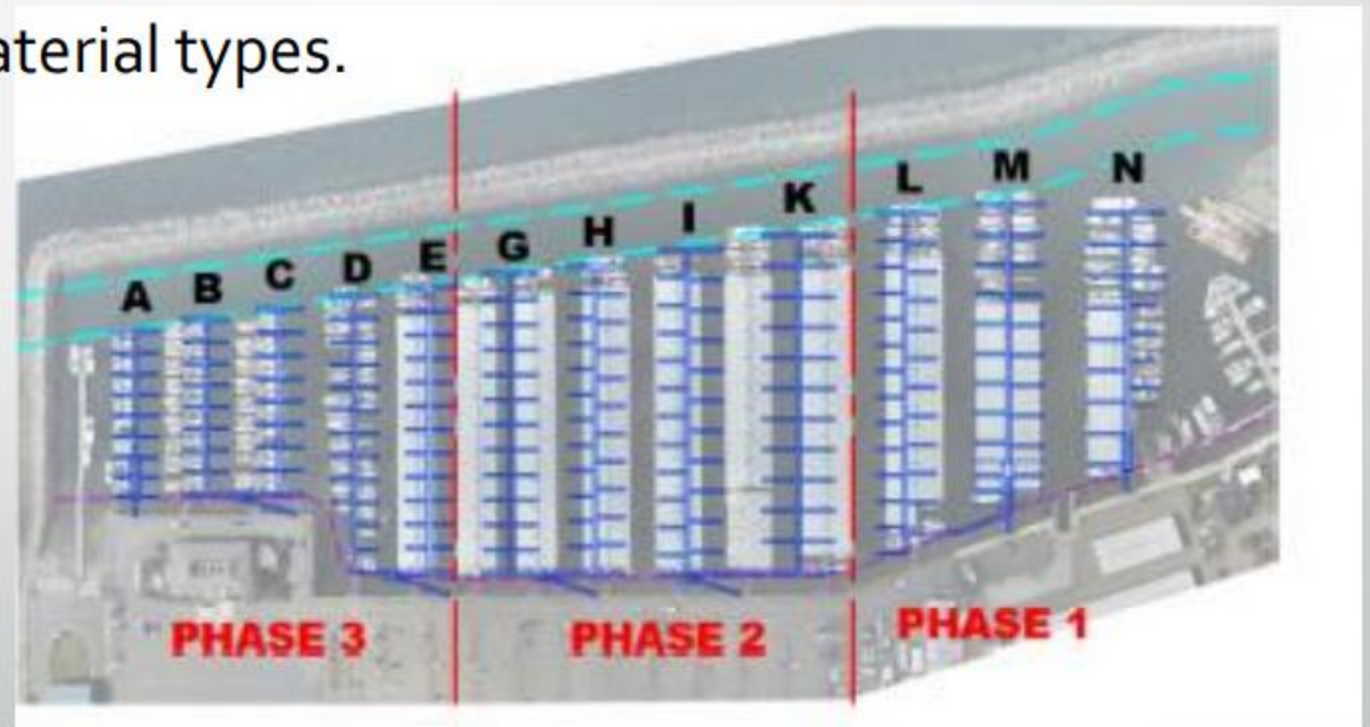 aterial types.
A B C D E G H I K L M N
PHASE 3 PHASE 2 PHASE 1